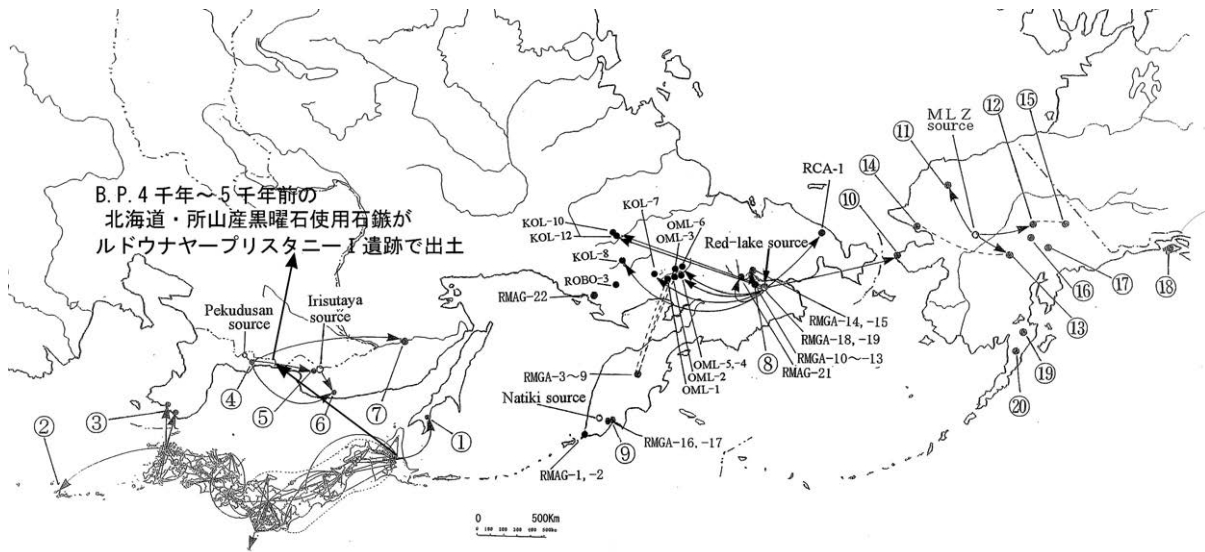 B.P.4千年～5千年前の
北海道・所山産黒曜石使用石鏃が
ルドウナヤープリスタニーⅠ遺跡で出土
Pekudusan
source
Irisutaya
source
①
②
③
④
⑤
⑥
⑦
KOL-10
KOL-12
KOL-8
ROBO-3
RMAG-22
KOL-7
OML-6
OML-3
Red-lake source
RCA-1
RMGA-3～9
Natiki source
RMAG-1, -2
⑨
RMGA-16, -17
OML-5, -4
OML-2
OML-1
⑧
RMGA-14, -15
RMGA-18, -19
RMGA-10～-13
RMAG-21
⑩
⑪
⑭
MLZ
source
⑫
⑮
⑬
⑯
⑰
⑱
⑲
⑳
0 500Km